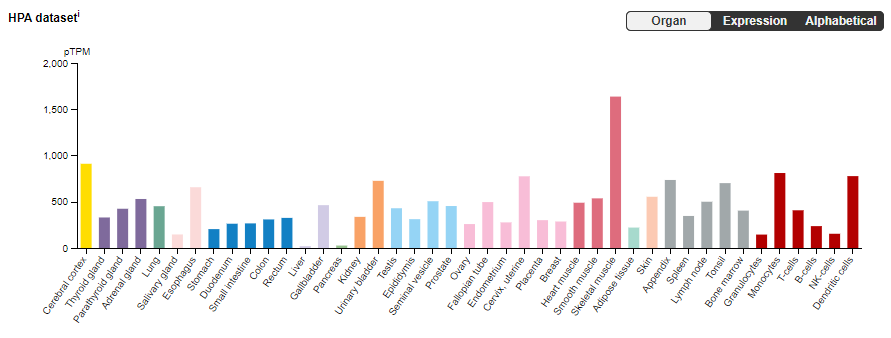 HPA datasetⁱ
Organ Expression Alphabetical
pTPM
2,000
1,500
1,000
500
0
Cerebral cortex
Thyroid gland
Parathyroid gland
Adrenal gland
Lung
Salivary gland
Esophagus
Stomach
Duodenum
Small intestine
Colon
Rectum
Liver
Gallbladder
Pancreas
Kidney
Urinary bladder
Testis
Epididymis
Seminal vesicle
Prostate
Ovary
Fallopian tube
Endometrium
Cervix, uterine
Placenta
Breast
Heart muscle
Smooth muscle
Skeletal muscle
Adipose tissue
Skin
Appendix
Spleen
Lymph node
Tonsil
Bone marrow
Granulocytes
Monocytes
T-cells
B-cells
NK-cells
Dendritic cells